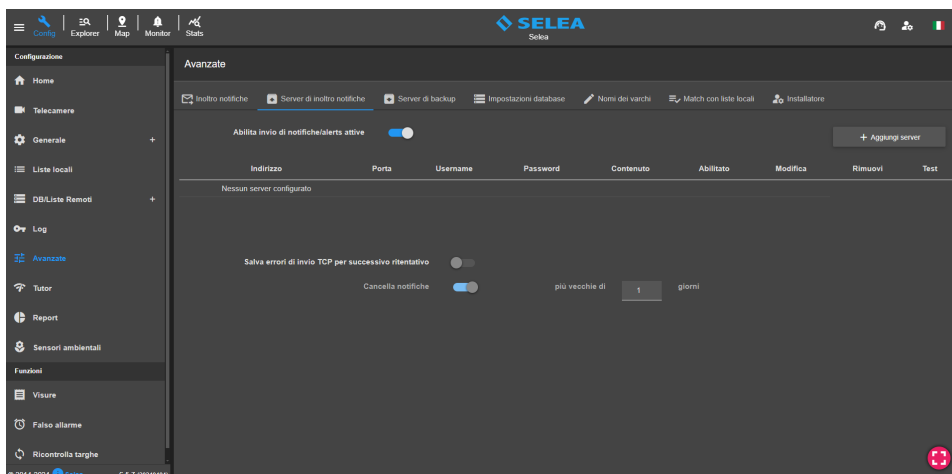 Config
Explorer
Map
Monitor
Stats
SELEA
Selea
Configurazione
Home
Telecamere
Generale +
Liste locali
DB/Liste Remoti +
Log
Avanzate
Tutor
Report
Sensori ambientali
Funzioni
Visure
Falso allarme
Ricontrolla targhe
Avanzate
Inoltro notifiche Server di inoltro notifiche Server di backup Impostazioni database Nomi dei varchi Match con liste locali Installatore
Abilita invio di notifiche/alerts attive
+ Aggiungi server
Indirizzo Porta Username Password Contenuto Abilitato Modifica Rimuovi Test
Nessun server configurato
Salva errori di invio TCP per successivo ritentativo
Cancella notifiche più vecchie di 1 giorni